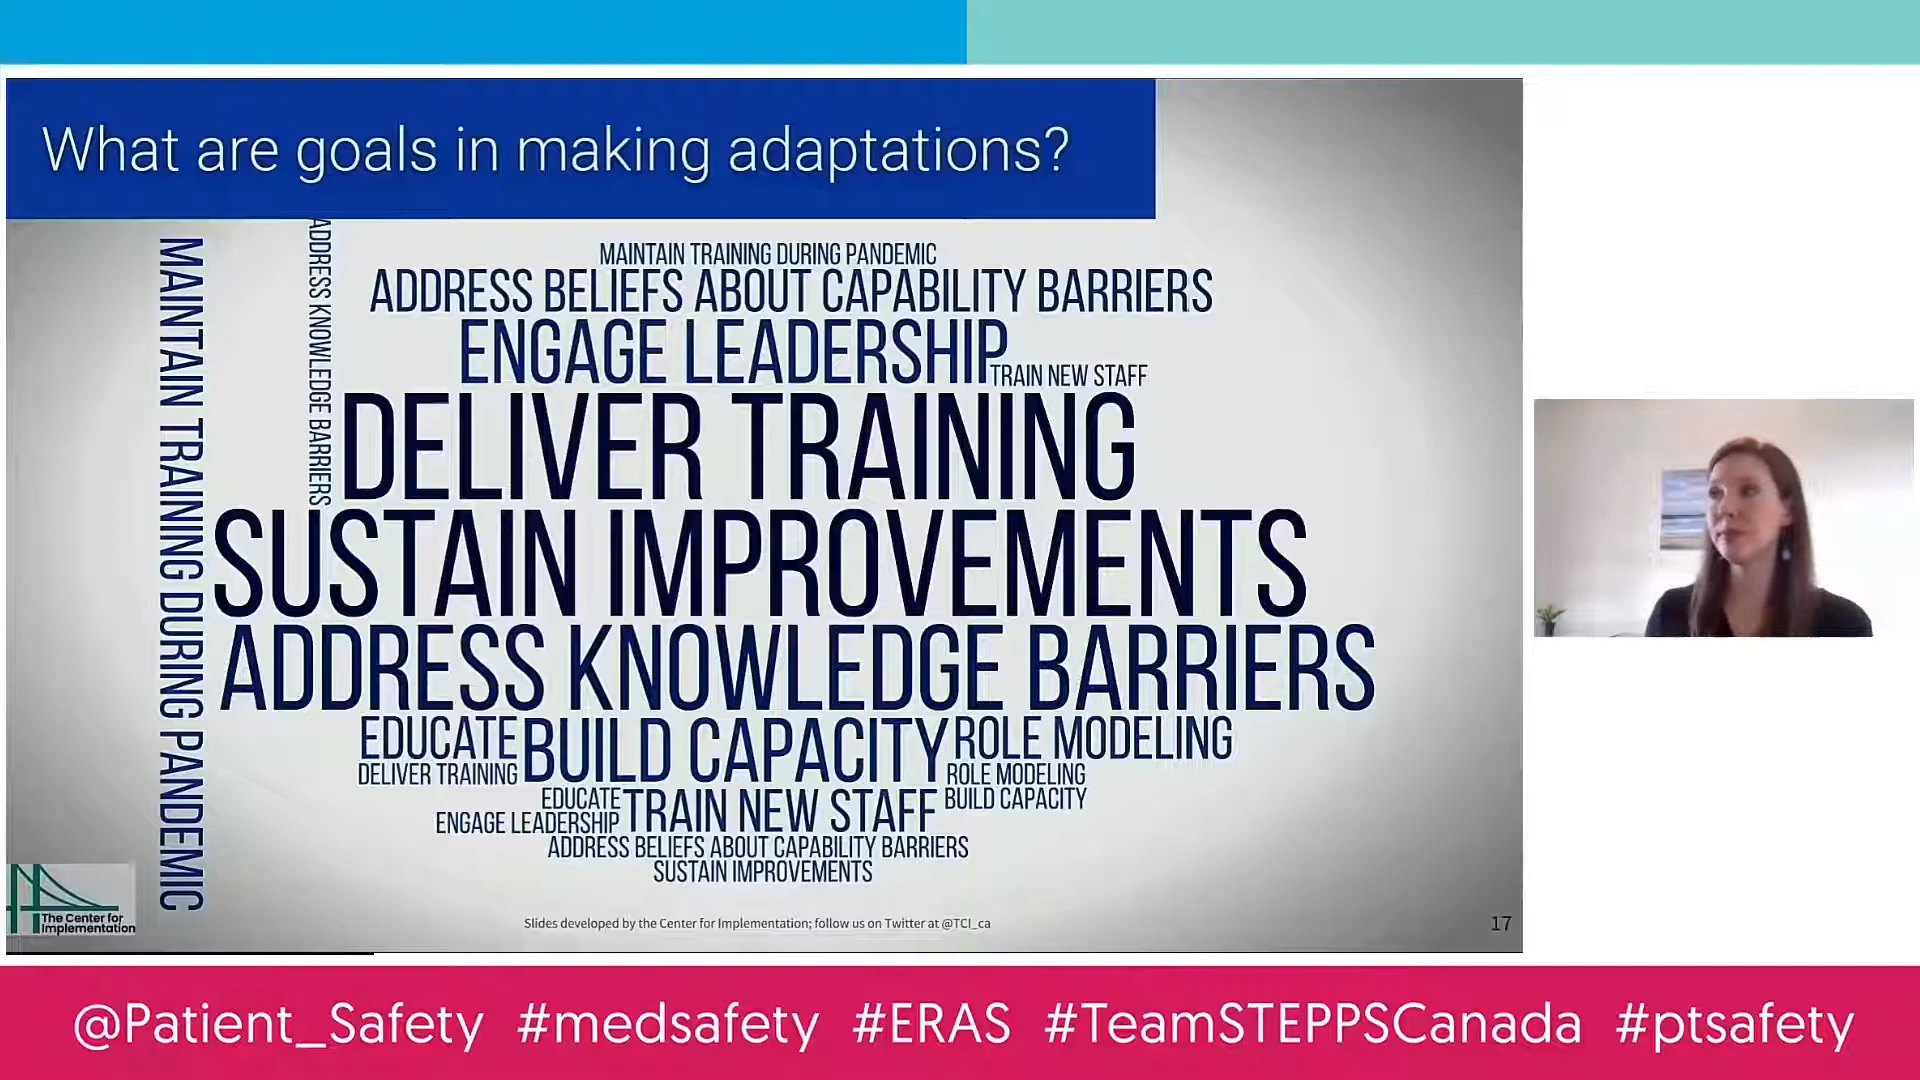 What are goals in making adaptations?
MAINTAIN TRAINING DURING PANDEMIC
ADDRESS KNOWLEDGE BARRIERS
MAINTAIN TRAINING DURING PANDEMIC
ADDRESS BELIEFS ABOUT CAPABILITY BARRIERS
ENGAGE LEADERSHIP
TRAIN NEW STAFF
DELIVER TRAINING
SUSTAIN IMPROVEMENTS
ADDRESS KNOWLEDGE BARRIERS
EDUCATE
BUILD CAPACITY
ROLE MODELING
DELIVER TRAINING
ROLE MODELING
EDUCATE
TRAIN NEW STAFF
BUILD CAPACITY
ENGAGE LEADERSHIP
ADDRESS BELIEFS ABOUT CAPABILITY BARRIERS
SUSTAIN IMPROVEMENTS
The Center for
Implementation
Slides developed by the Center for Implementation; follow us on Twitter at @TCI_ca
17
@Patient_Safety #medsafety #ERAS #TeamSTEPPSCanada #ptsafety